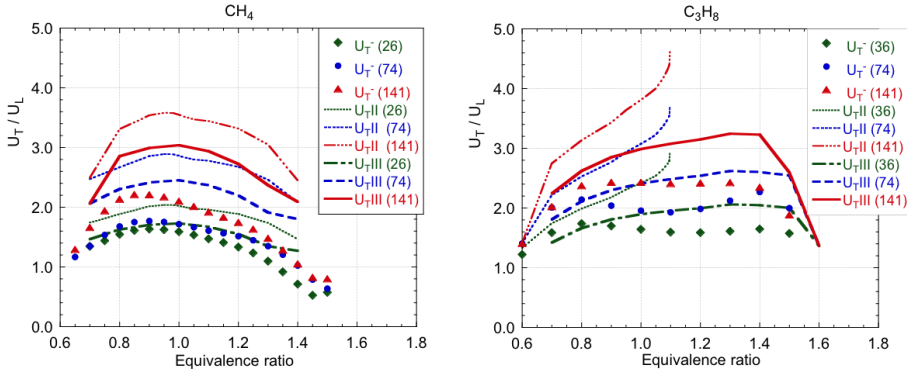 CH4
5.0
4.0
3.0
2.0
1.0
0.0
UT / UL
0.6 0.8 1.0 1.2 1.4 1.6 1.8
Equivalence ratio
UT- (26)
UT- (74)
UT- (141)
UTII (26)
UTII (74)
UTII (141)
UTIII (26)
UTIII (74)
UTIII (141)
C3H8
5.0
4.0
3.0
2.0
1.0
0.0
UT / UL
0.6 0.8 1.0 1.2 1.4 1.6 1.8
Equivalence ratio
UT- (36)
UT- (74)
UT- (141)
UTII (36)
UTII (74)
UTII (141)
UTIII (36)
UTIII (74)
UTIII (141)